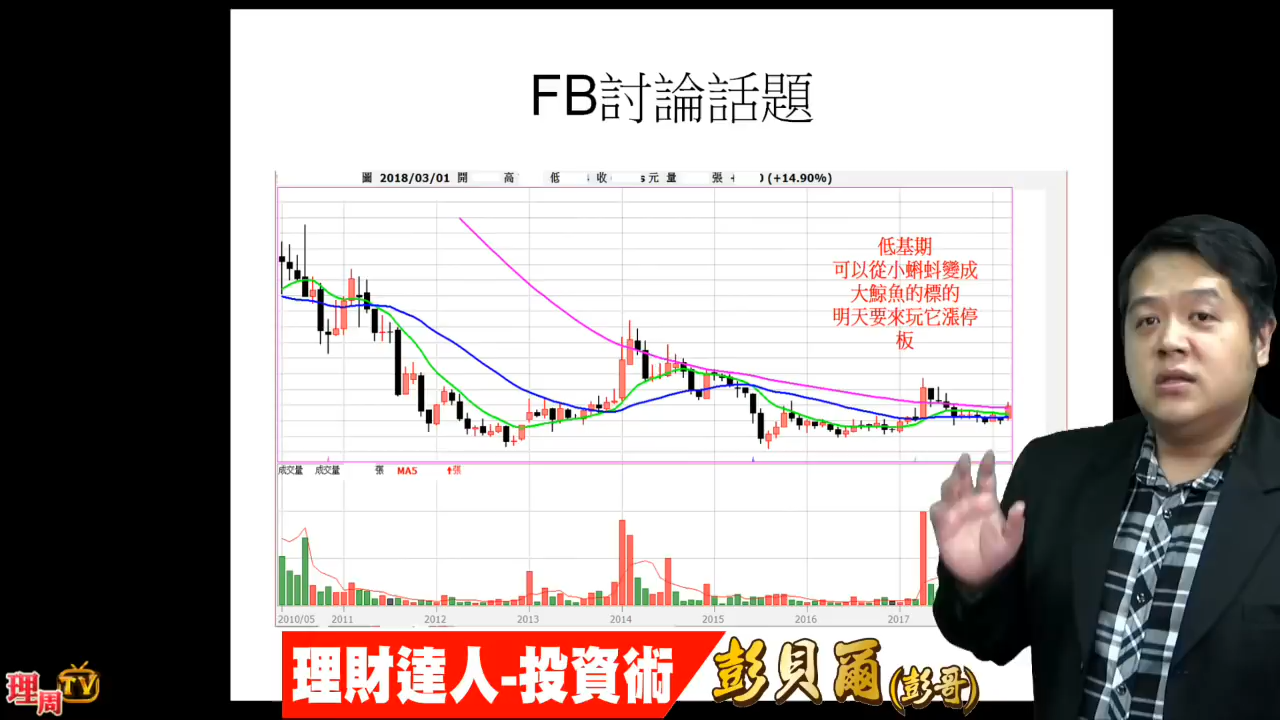 FB討論話題
圖 2018/03/01 開 高 低 收 元 量 張 (+14.90%)
低基期
可以從小蝌蚪變成
大鯨魚的標的
明天要來玩它漲停
板
成交量 成交量 張 MA5 ↑張
2010/05 2011 2012 2013 2014 2015 2016 2017
理財達人-投資術 彭貝爾(彭哥)
理周TV